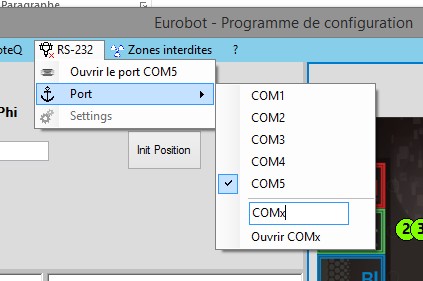 Paragraphe
Eurobot - Programme de configuration
oteQ RS-232 Zones interdites ?
Ouvrir le port COM5
Port
Settings
Phi
Init Position
COM1
COM2
COM3
COM4
COM5
COMx
Ouvrir COMx
2